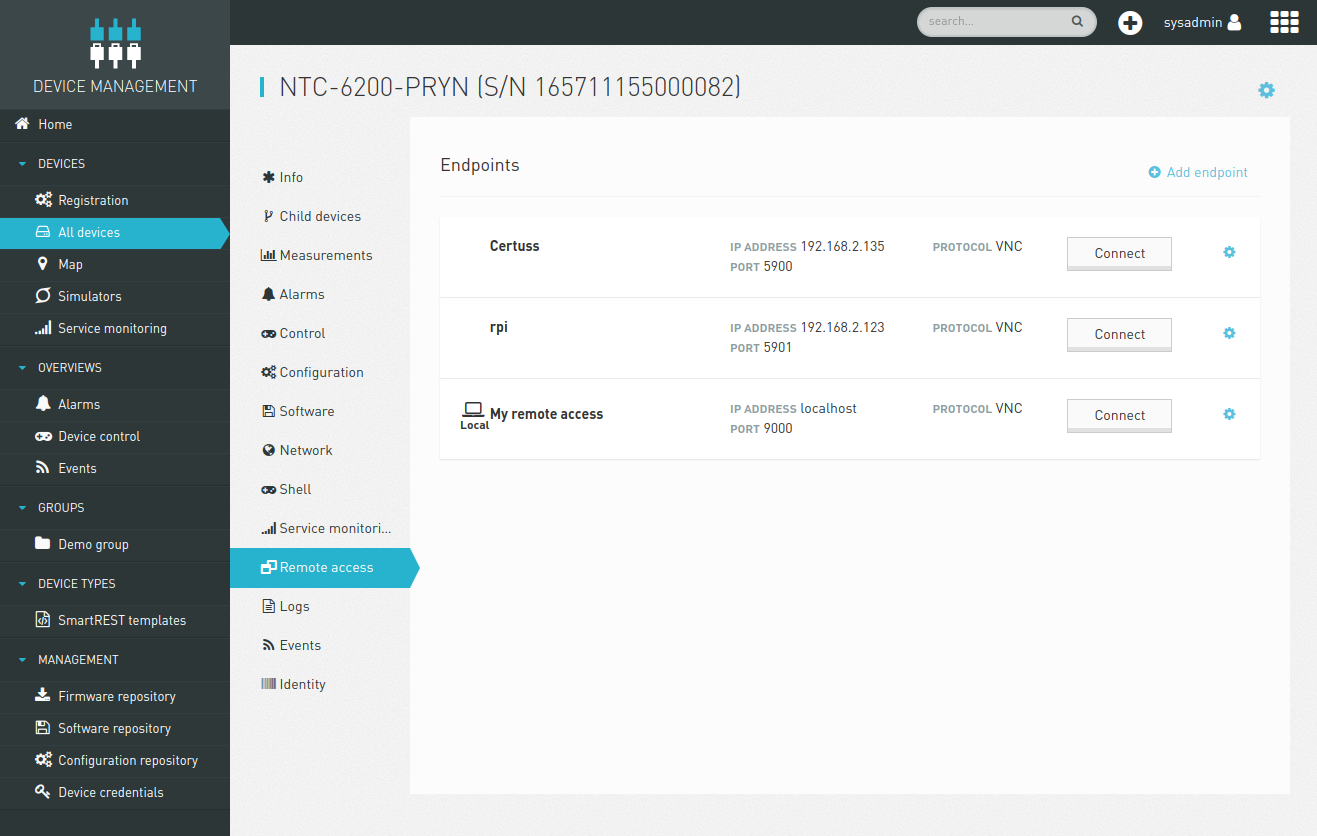 search...
sysadmin
DEVICE MANAGEMENT
Home
DEVICES
Registration
All devices
Map
Simulators
Service monitoring
OVERVIEWS
Alarms
Device control
Events
GROUPS
Demo group
DEVICE TYPES
SmartREST templates
MANAGEMENT
Firmware repository
Software repository
Configuration repository
Device credentials
NTC-6200-PRYN (S/N 165711155000082)
Info
Child devices
Measurements
Alarms
Control
Configuration
Software
Network
Shell
Service monitori...
Remote access
Logs
Events
Identity
Endpoints
Add endpoint
Certuss
IP ADDRESS 192.168.2.135
PORT 5900
PROTOCOL VNC
Connect
rpi
IP ADDRESS 192.168.2.123
PORT 5901
PROTOCOL VNC
Connect
Local
My remote access
IP ADDRESS localhost
PORT 9000
PROTOCOL VNC
Connect